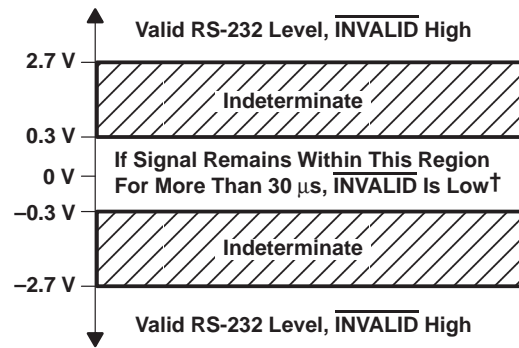 Valid RS-232 Level, INVALID High
2.7 V
Indeterminate
0.3 V
If Signal Remains Within This Region
0 V
For More Than 30 μs, INVALID Is Low†
–0.3 V
Indeterminate
–2.7 V
Valid RS-232 Level, INVALID High